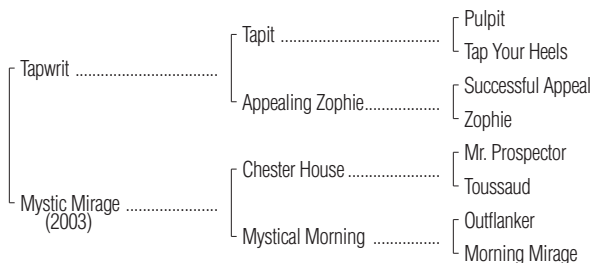 Pulpit
Tapit ........................................
Tap Your Heels
Tapwrit ....................................
Successful Appeal
Appealing Zophie...................
Zophie
Mr. Prospector
Chester House .......................
Toussaud
Mystic Mirage .......................
(2003)
Outflanker
Mystical Morning .................
Morning Mirage